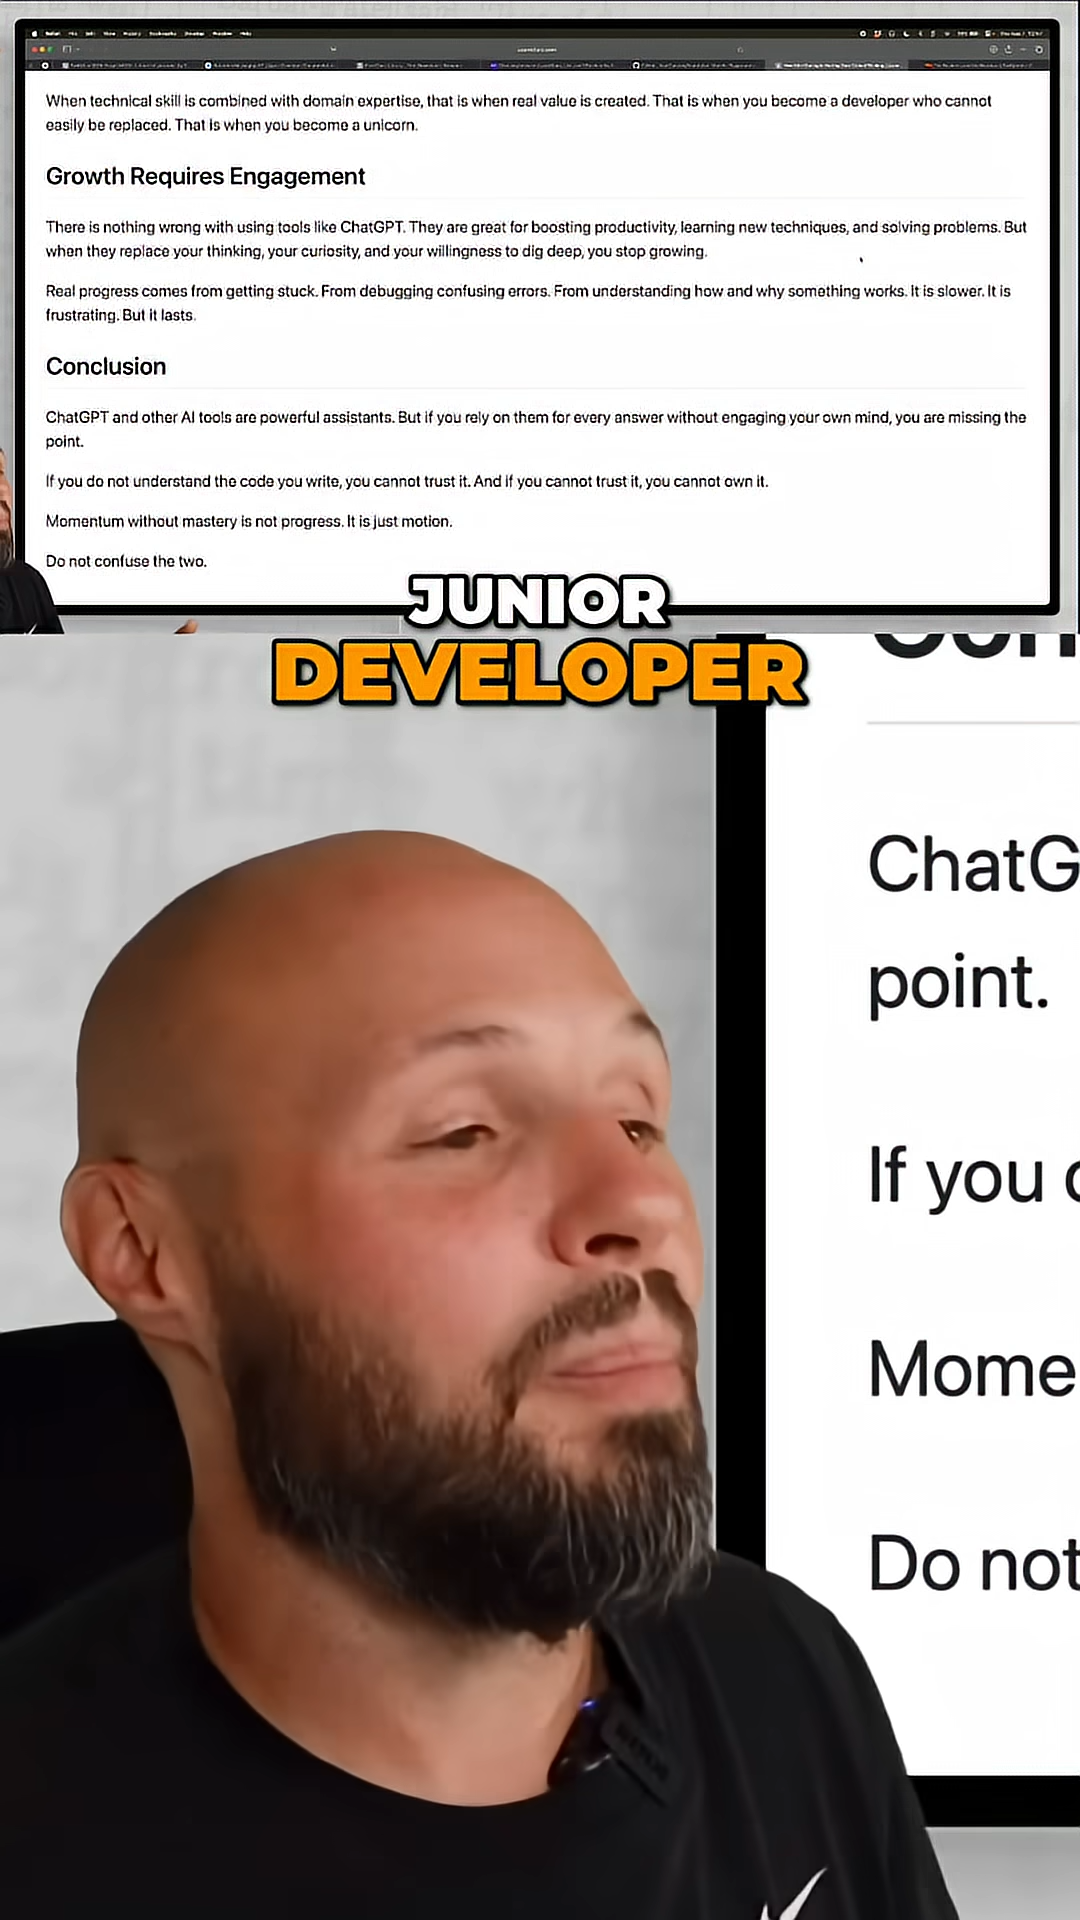 When technical skill is combined with domain expertise, that is when real value is created. That is when you become a developer who cannot
easily be replaced. That is when you become a unicorn.
Growth Requires Engagement
There is nothing wrong with using tools like ChatGPT. They are great for boosting productivity, learning new techniques, and solving problems. But
when they replace your thinking, your curiosity, and your willingness to dig deep, you stop growing.
Real progress comes from getting stuck. From debugging confusing errors. From understanding how and why something works. It is slower. It is
frustrating. But it lasts.
Conclusion
ChatGPT and other AI tools are powerful assistants. But if you rely on them for every answer without engaging your own mind, you are missing the
point.
If you do not understand the code you write, you cannot trust it. And if you cannot trust it, you cannot own it.
Momentum without mastery is not progress. It is just motion.
Do not confuse the two.
JUNIOR
DEVELOPER
ChatG
point.
If you
Mome
Do not